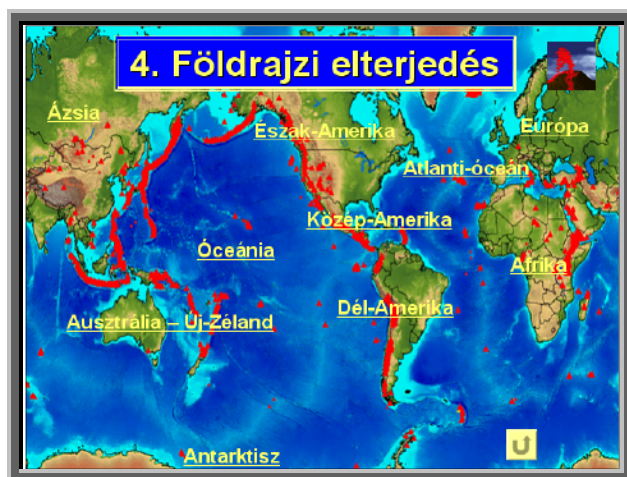 4. Földrajzi elterjedés
Ázsia
Észak-Amerika
Európa
Atlanti-óceán
Közép-Amerika
Óceánia
Afrika
Ausztrália – Új-Zéland
Dél-Amerika
Antarktisz